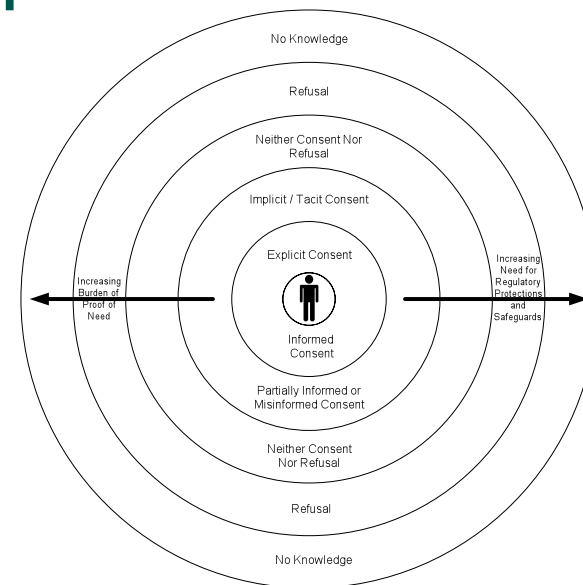 No Knowledge
Refusal
Neither Consent Nor
Refusal
Implicit / Tacit Consent
Explicit Consent
Increasing
Burden of
Proof of
Need
Increasing
Need for
Regulatory
Protections
and
Safeguards
Informed
Consent
Partially Informed or
Misinformed Consent
Neither Consent
Nor Refusal
Refusal
No Knowledge